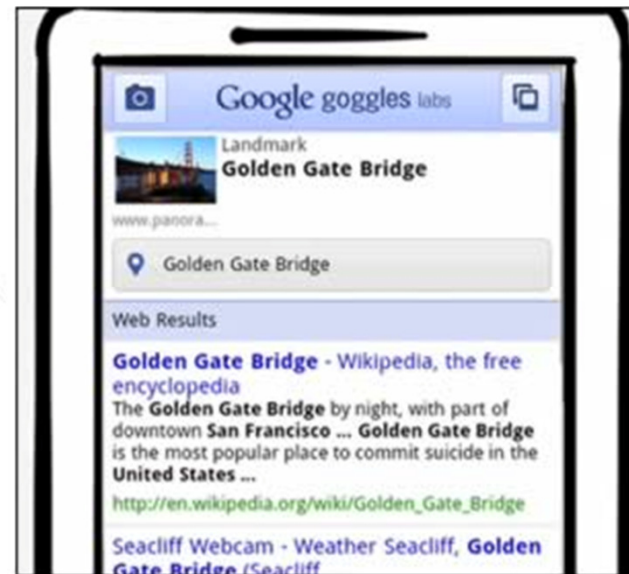 Google goggles labs
Landmark
Golden Gate Bridge
www.panora...
Golden Gate Bridge
Web Results
Golden Gate Bridge - Wikipedia, the free
encyclopedia
The Golden Gate Bridge by night, with part of
downtown San Francisco ... Golden Gate Bridge
is the most popular place to commit suicide in the
United States ...
http://en.wikipedia.org/wiki/Golden_Gate_Bridge
Seacliff Webcam - Weather Seacliff, Golden
Gate Bridge (Seacliff